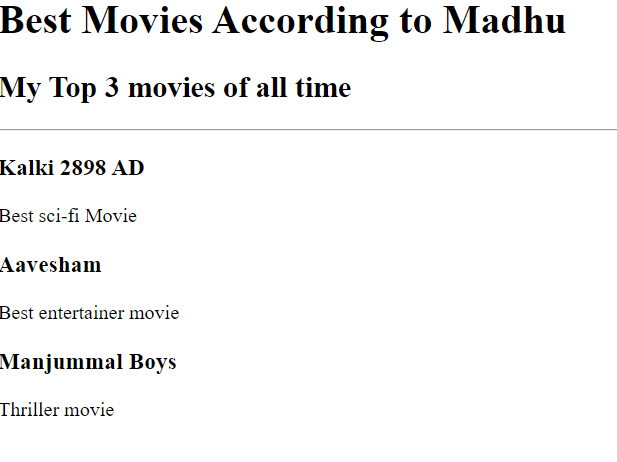 Best Movies According to Madhu
My Top 3 movies of all time
Kalki 2898 AD
Best sci-fi Movie
Aavesham
Best entertainer movie
Manjummal Boys
Thriller movie